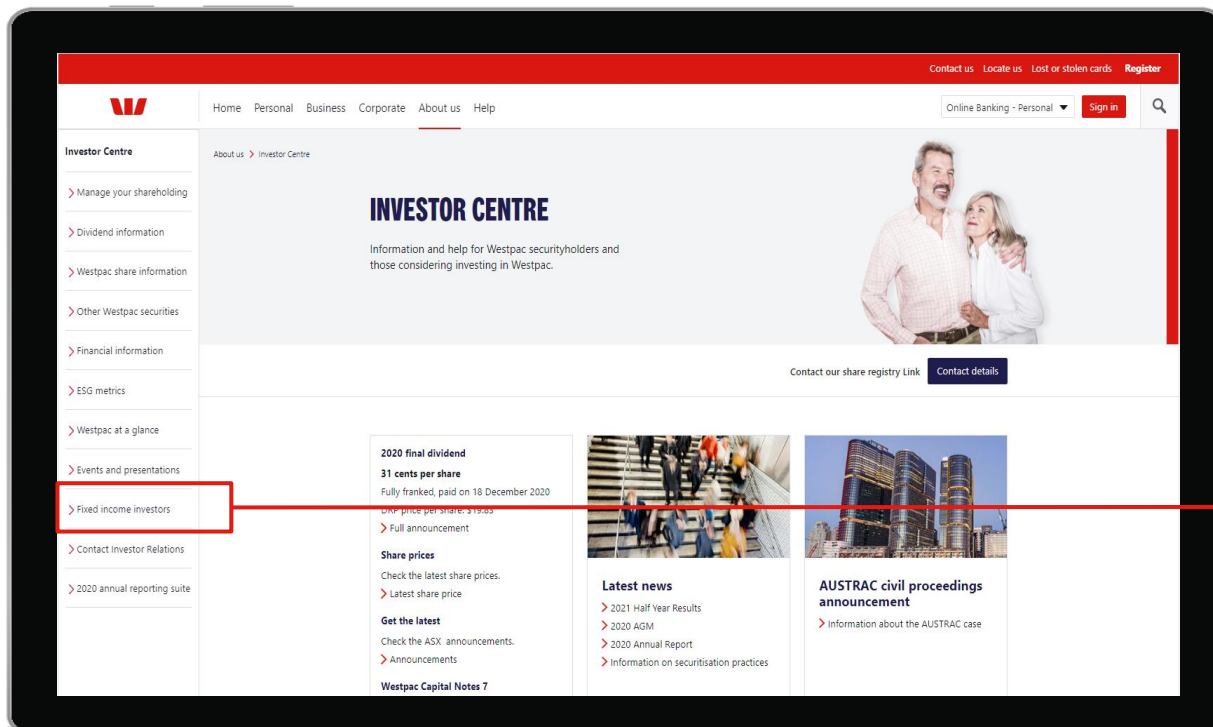 Contact us Locate us Lost or stolen cards Register
Home Personal Business Corporate About us Help
Online Banking - Personal Sign in
Investor Centre
Manage your shareholding
Dividend information
Westpac share information
Other Westpac securities
Financial information
ESG metrics
Westpac at a glance
Events and presentations
Fixed income investors
Contact Investor Relations
2020 annual reporting suite
About us > Investor Centre
INVESTOR CENTRE
Information and help for Westpac securityholders and
those considering investing in Westpac.
Contact our share registry Link Contact details
2020 final dividend
31 cents per share
Fully franked, paid on 18 December 2020
DRP price per share: $19.83
Full announcement
Share prices
Check the latest share prices.
Latest share price
Get the latest
Check the ASX announcements.
Announcements
Westpac Capital Notes 7
Latest news
2021 Half Year Results
2020 AGM
2020 Annual Report
Information on securitisation practices
AUSTRAC civil proceedings
announcement
Information about the AUSTRAC case